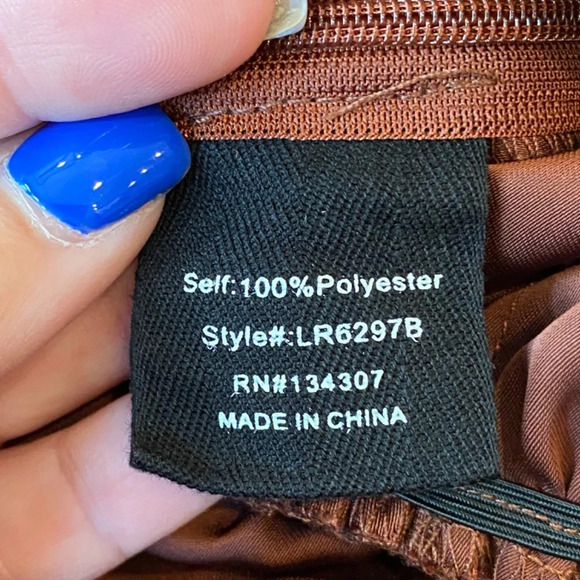 Self:100%Polyester
Style#:LR6297B
RN#134307
MADE IN CHINA